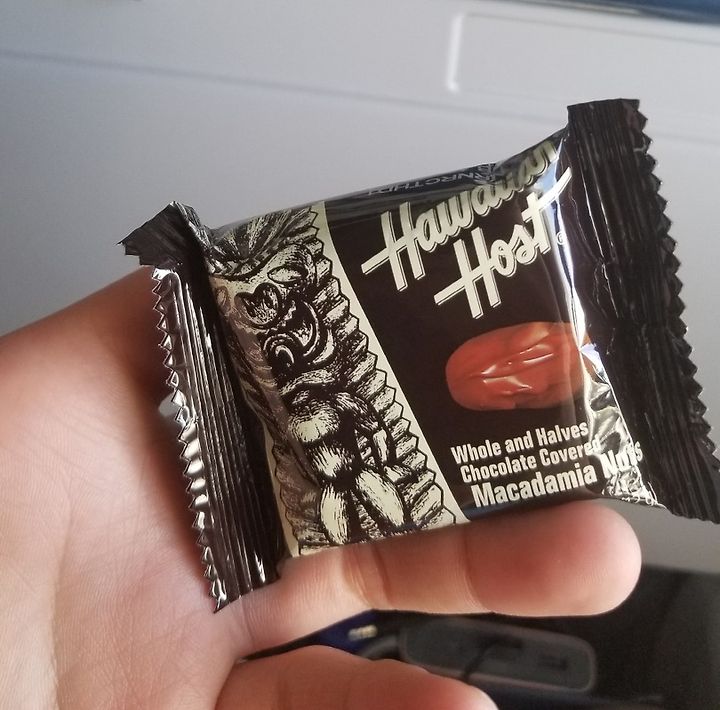 Hawaiian
Host®
Whole and Halves
Chocolate Covered
Macadamia Nuts